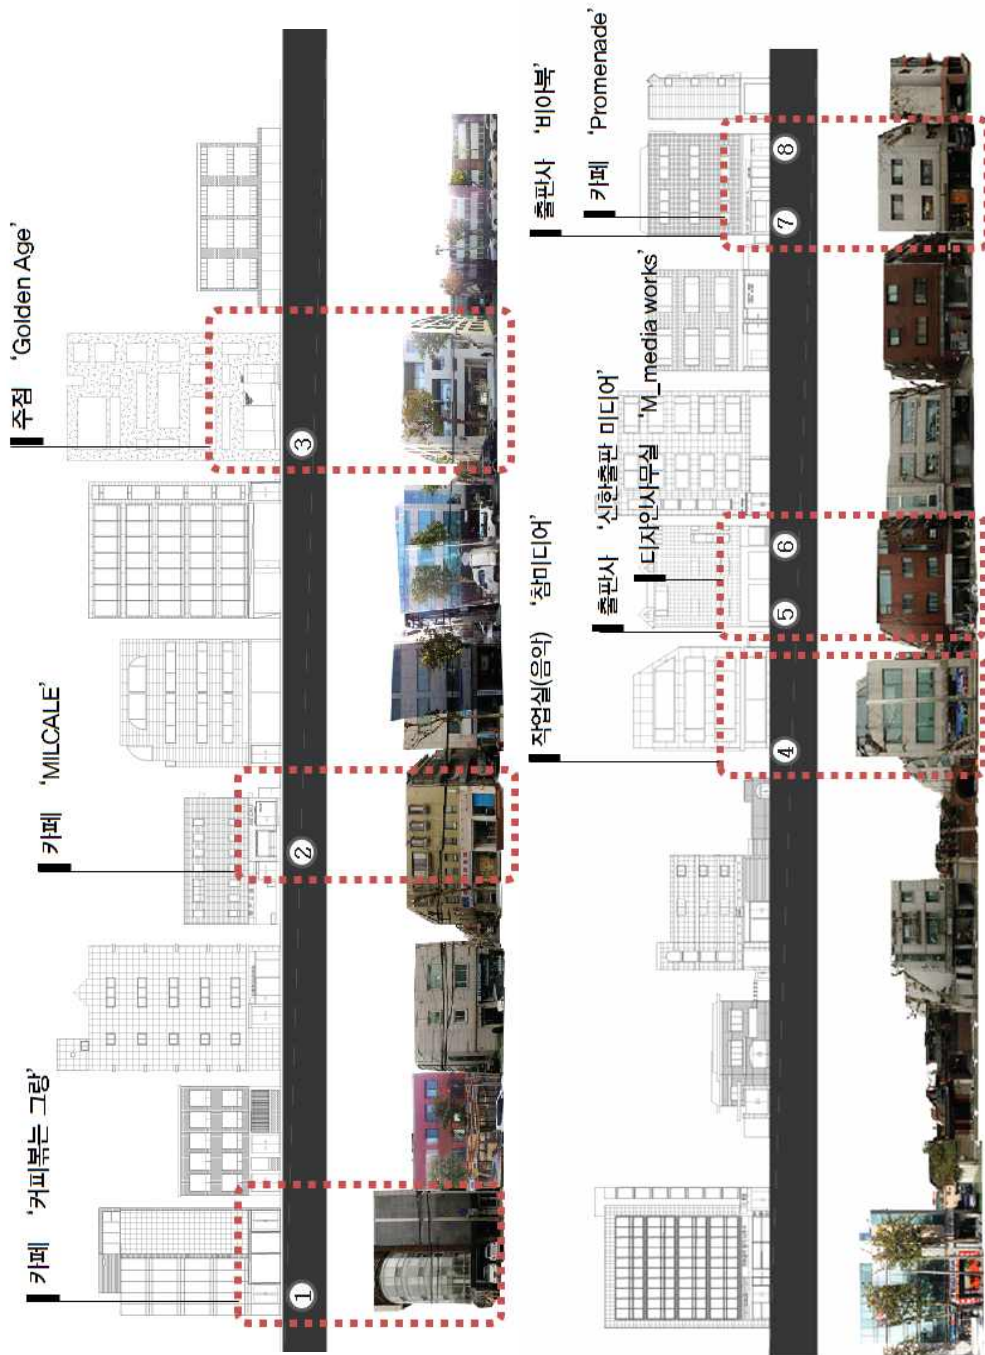 카페 ‘커피볶는 그랑’
카페 ‘MILCALE’
주점 ‘Golden Age’
①
②
③
작업실(음악) ‘참미디어’
출판사 ‘신한출판 미디어’
디자인사무실 ‘M_media works’
출판사 ‘비아북’
카페 ‘Promenade’
④
⑤
⑥
⑦
⑧